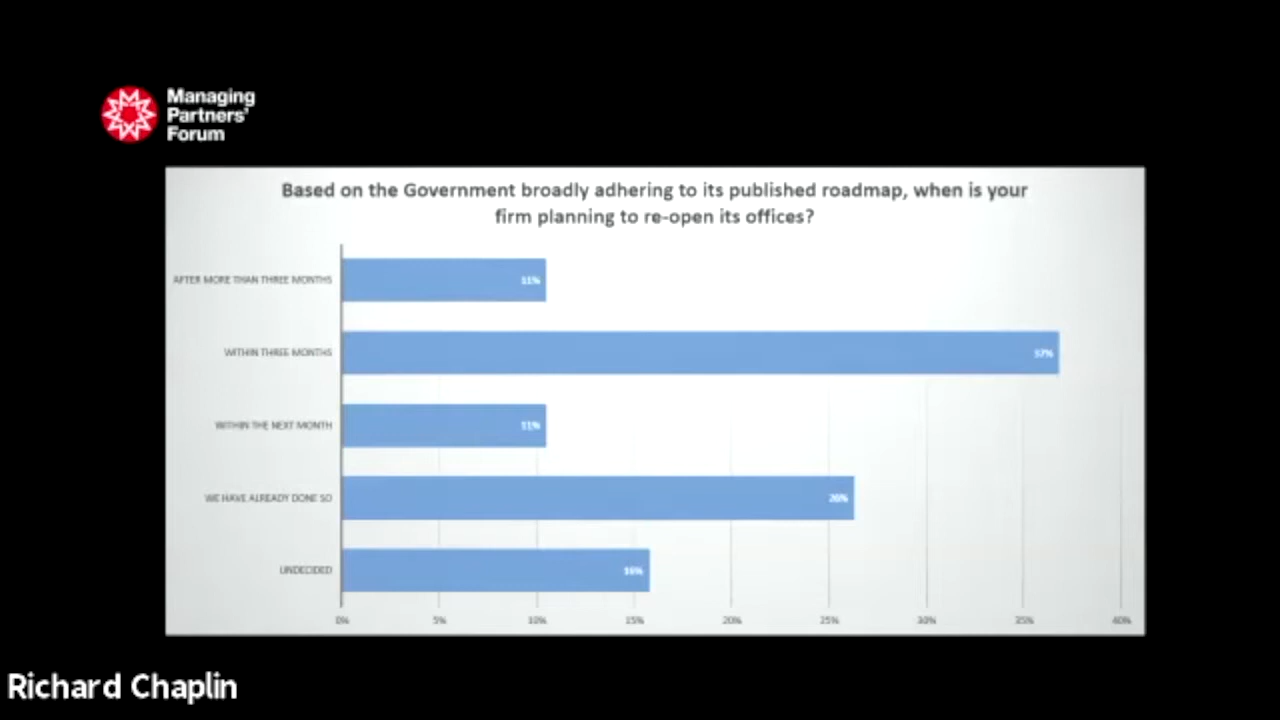 Managing
Partners'
Forum
Based on the Government broadly adhering to its published roadmap, when is your
firm planning to re-open its offices?
AFTER MORE THAN THREE MONTHS
11%
WITHIN THREE MONTHS
37%
WITHIN THE NEXT MONTH
11%
WE HAVE ALREADY DONE SO
26%
UNDECIDED
16%
0% 5% 10% 15% 20% 25% 30% 35% 40%
Richard Chaplin